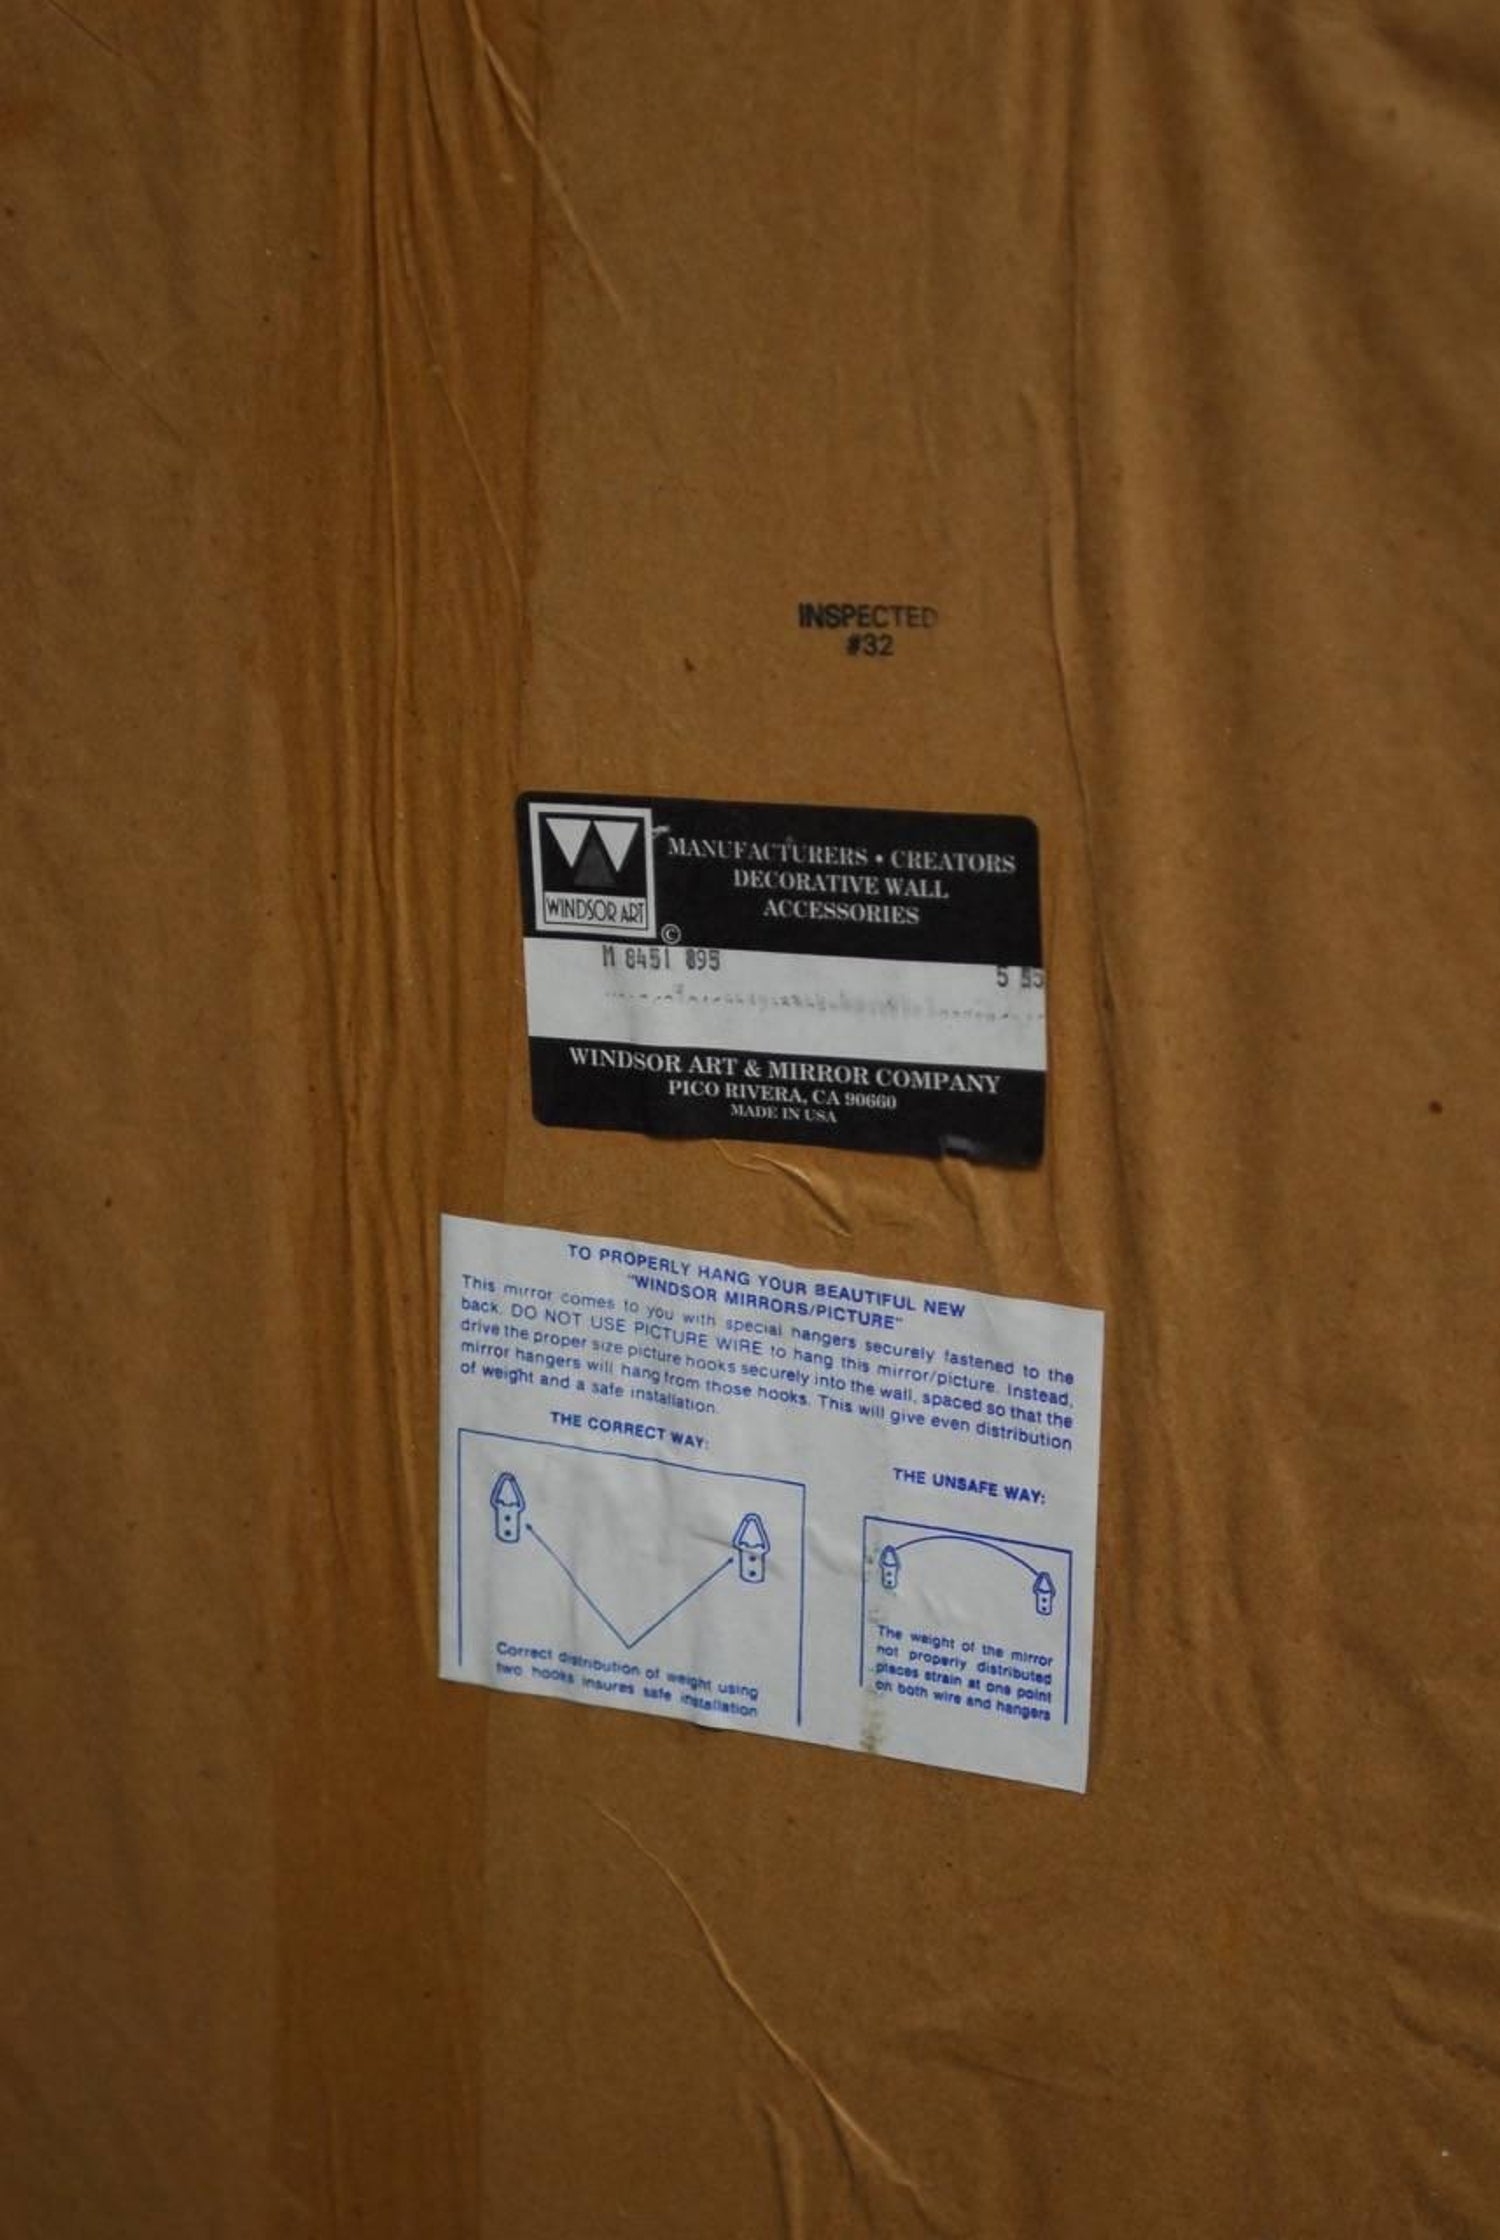 INSPECTED
#32
MANUFACTURERS • CREATORS
DECORATIVE WALL
ACCESSORIES
WINDSOR ART
©
M 8451 895
WINDSOR ART & MIRROR COMPANY
PICO RIVERA, CA 90660
MADE IN USA
TO PROPERLY HANG YOUR BEAUTIFUL NEW
"WINDSOR MIRRORS/PICTURE"
This mirror comes to you with special hangers securely fastened to the
back. DO NOT USE PICTURE WIRE to hang this mirror/picture. Instead,
drive the proper size picture hooks securely into the wall, spaced so that the
mirror hangers will hang from those hooks. This will give even distribution
of weight and a safe installation.
THE CORRECT WAY:
Correct distribution of weight using
two hooks insures safe installation
THE UNSAFE WAY:
The weight of the mirror
not properly distributed
places strain at one point
on both wire and hangers